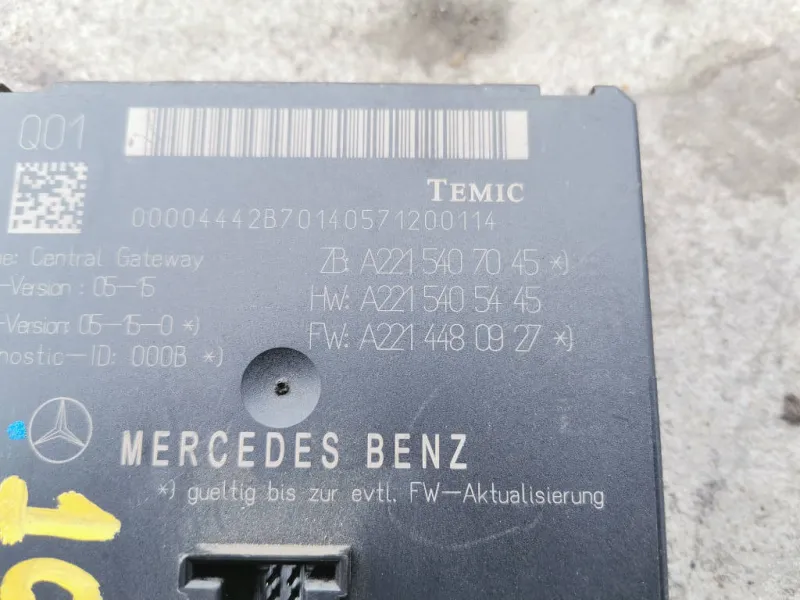 Q01
TEMIC
00004442B70140571200114
e: Central Gateway
ZB: A221 540 70 45 *)
-Version : 05-15
HW: A221 540 54 45
-Version: 05-15-0 *)
FW: A221 448 09 27 *)
nostic-ID: 000B *)
MERCEDES BENZ
*) gueltig bis zur evtl. FW-Aktualisierung